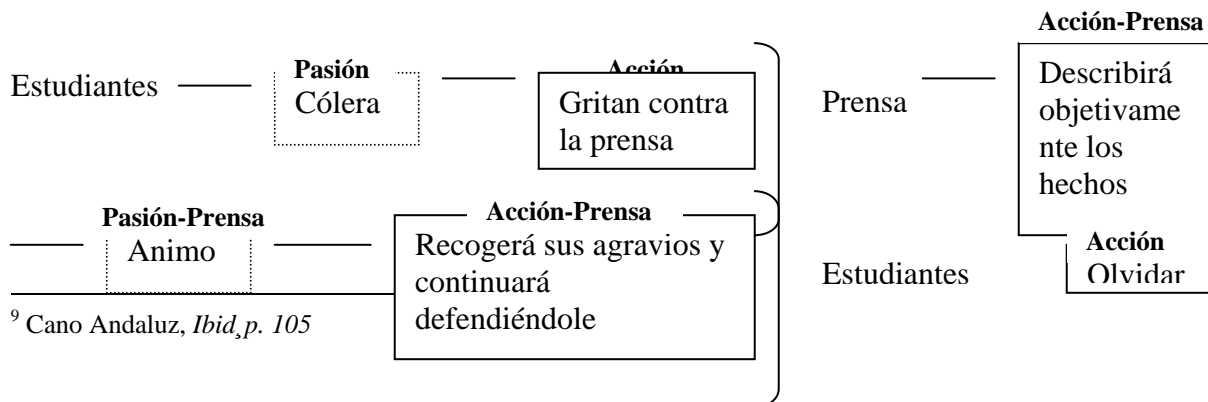 Estudiantes
Pasión
Cólera
Acción
Gritan contra
la prensa
Prensa
Acción-Prensa
Describirá
objetivame
nte los
hechos
Pasión-Prensa
Animo
Acción-Prensa
Recogerá sus agravios y
continuará
defendiéndole
Estudiantes
Acción
Olvidar
9 Cano Andaluz, Ibid¸p. 105